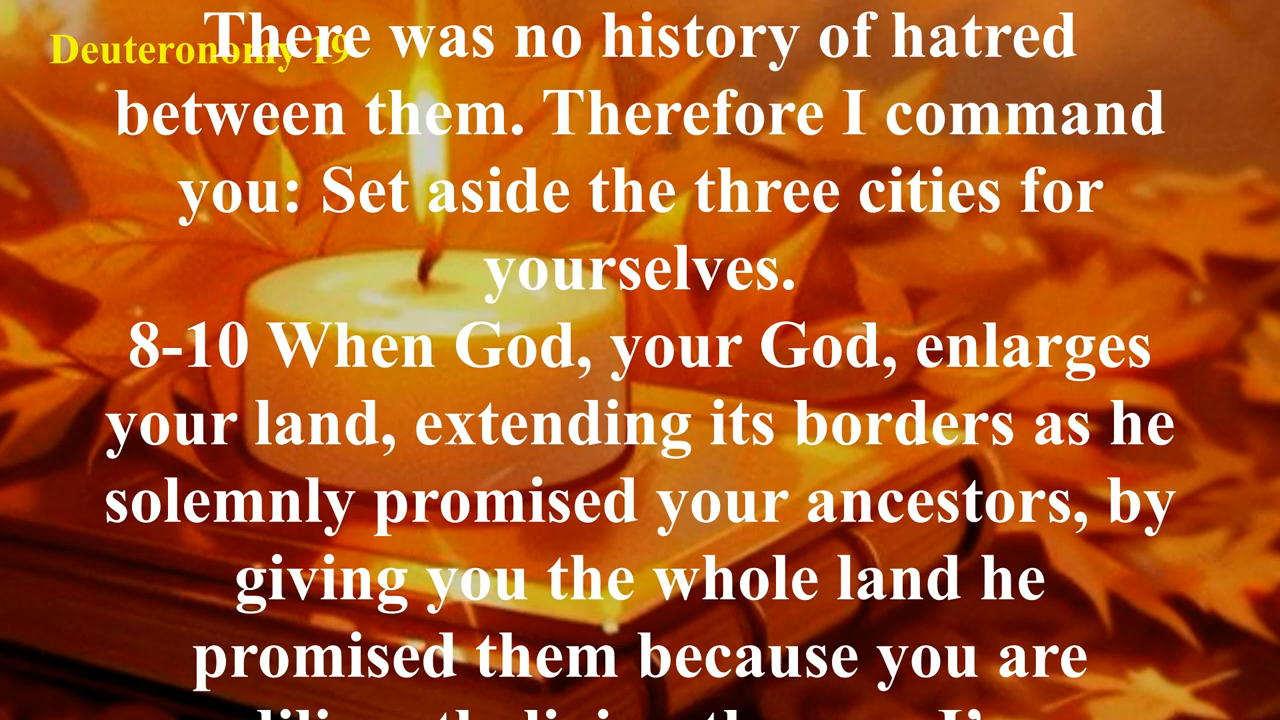 Deuteronomy 19
There was no history of hatred
between them. Therefore I command
you: Set aside the three cities for
yourselves.
8-10 When God, your God, enlarges
your land, extending its borders as he
solemnly promised your ancestors, by
giving you the whole land he
promised them because you are